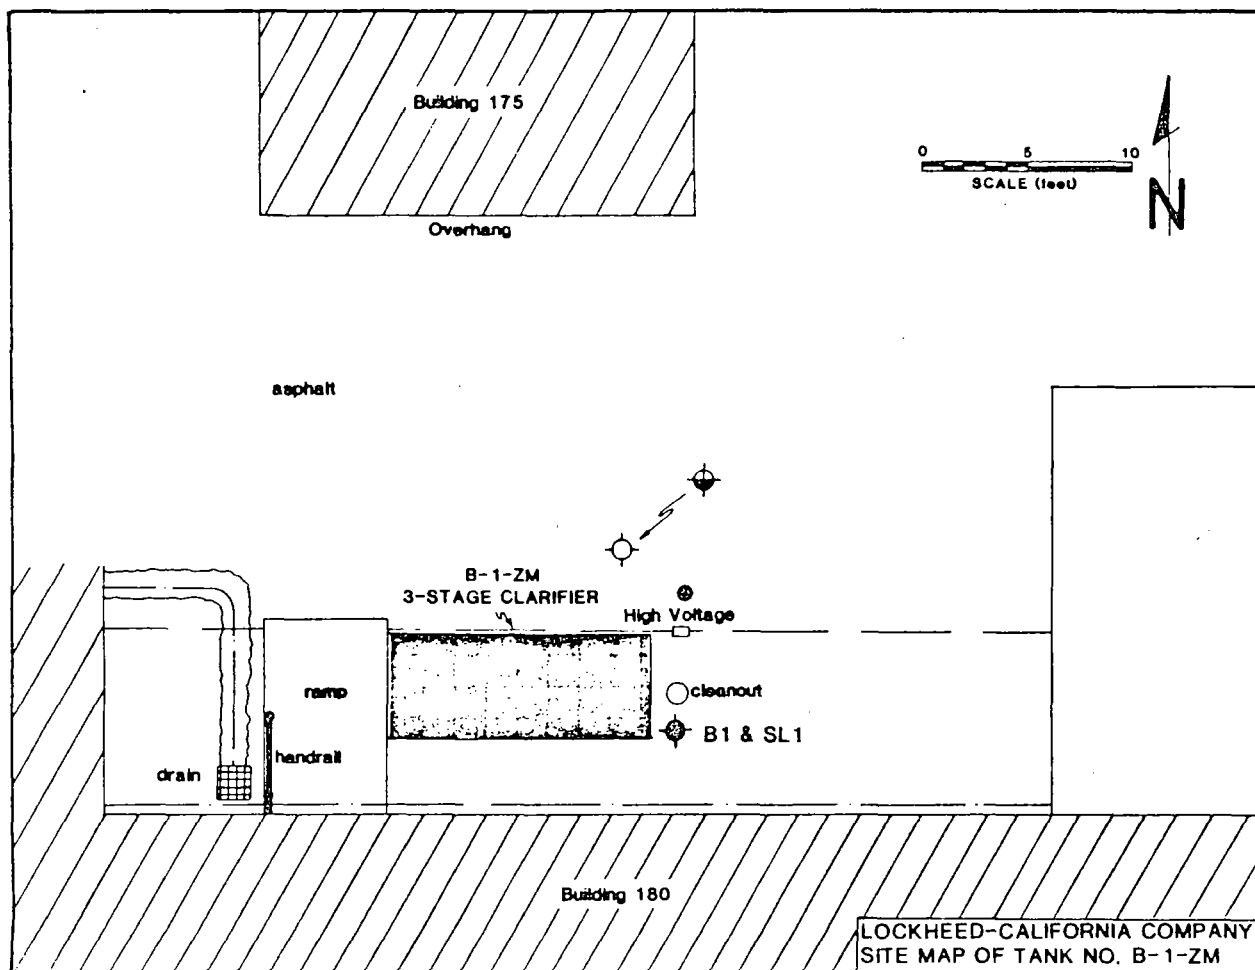 Building 175
0 5 10
SCALE (feet)
N
Overhang
asphalt
B-1-ZM
3-STAGE CLARIFIER
High Voltage
ramp
cleanout
B1 & SL1
handrail
drain
Building 180
LOCKHEED-CALIFORNIA COMPANY
SITE MAP OF TANK NO. B-1-ZM